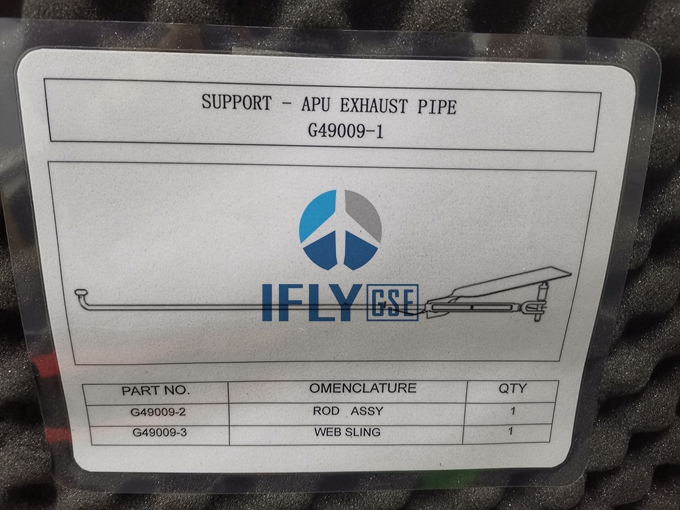 SUPPORT - APU EXHAUST PIPE
G49009-1
IFLY GSE
PART NO. OMENCLATURE QTY
G49009-2 ROD ASSY 1
G49009-3 WEB SLING 1